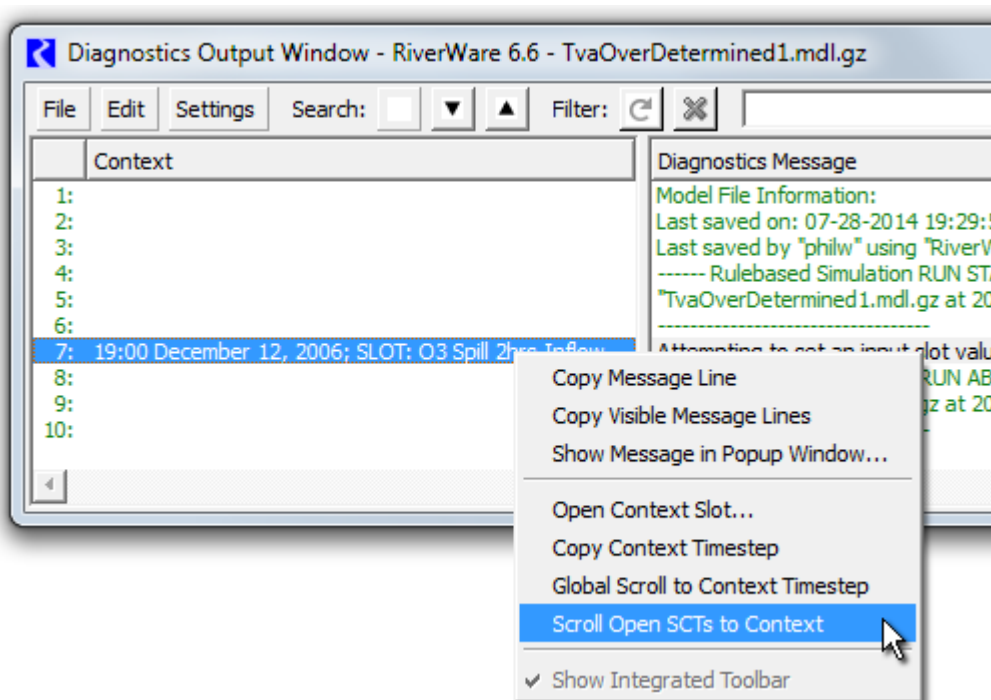 Diagnostics Output Window - RiverWare 6.6 - TvaOverDetermined1.mdl.gz
File Edit Settings Search: Filter:
Context Diagnostics Message
1: Model File Information:
2: Last saved on: 07-28-2014 19:29:
3: Last saved by "philw" using
4: ------ Rulebased Simulation RUN
5: "TvaOverDetermined1.mdl.gz at
6: ----------------------------------
7: 19:00 December 12, 2006; SLOT: O3 Spill 2hrs.Inflow Attempting to set an input slot
8: RUN
9: at
10:
Copy Message Line
Copy Visible Message Lines
Show Message in Popup Window...
Open Context Slot...
Copy Context Timestep
Global Scroll to Context Timestep
Scroll Open SCTs to Context
Show Integrated Toolbar